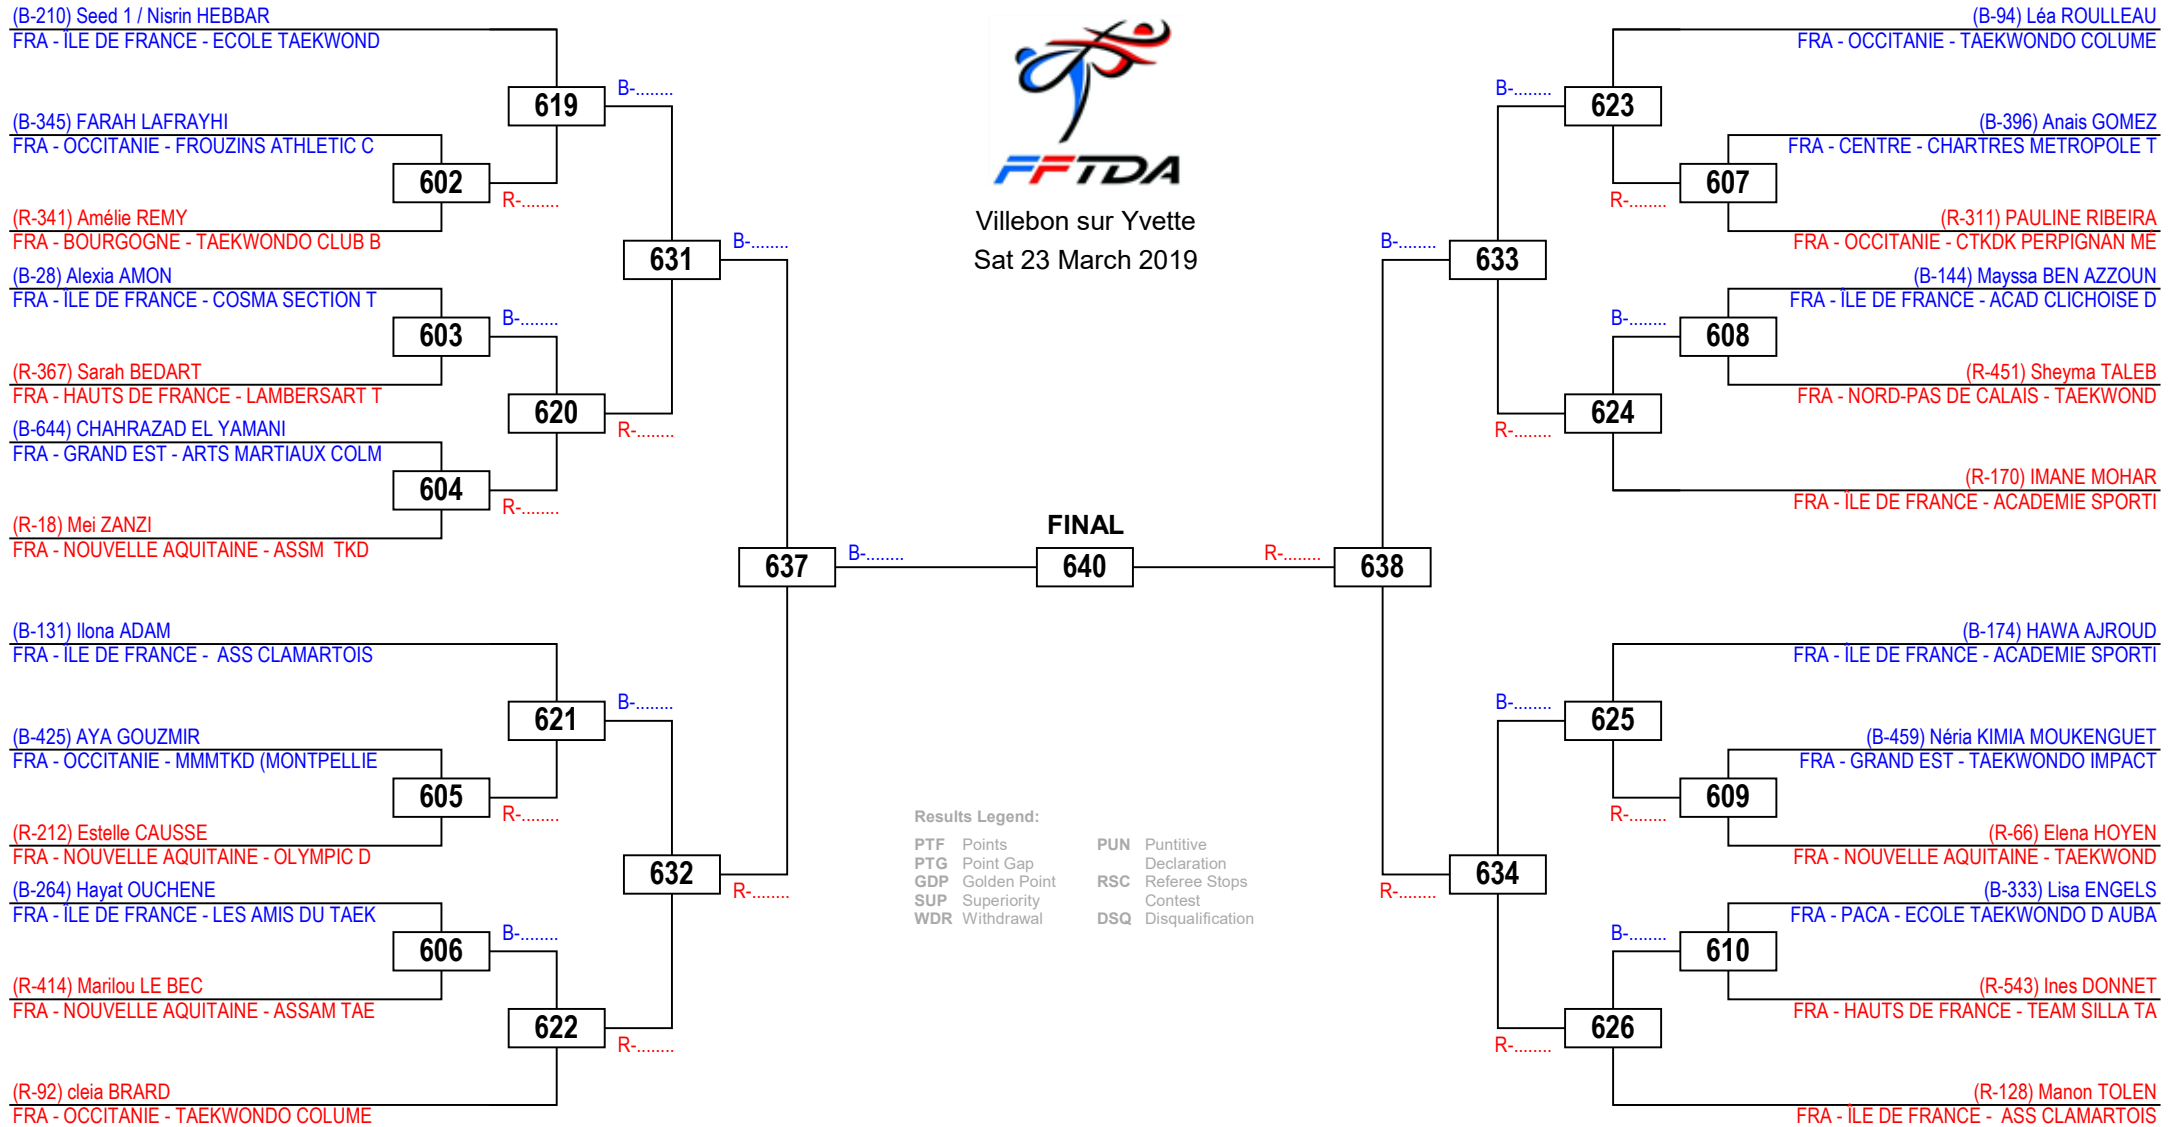 (B-210) Seed 1 / Nisrin HEBBAR
FRA - ÎLE DE FRANCE - ECOLE TAEKWOND
619
B-........
(B-345) FARAH LAFRAYHI
FRA - OCCITANIE - FROUZINS ATHLETIC C
602
R-........
(R-341) Amélie REMY
FRA - BOURGOGNE - TAEKWONDO CLUB B
631
B-........
(B-28) Alexia AMON
FRA - ÎLE DE FRANCE - COSMA SECTION T
603
B-........
(R-367) Sarah BEDART
FRA - HAUTS DE FRANCE - LAMBERSART T
620
R-........
(B-644) CHAHRAZAD EL YAMANI
FRA - GRAND EST - ARTS MARTIAUX COLM
604
R-........
(R-18) Mei ZANZI
FRA - NOUVELLE AQUITAINE - ASSM  TKD
637
B-........
(B-131) Ilona ADAM
FRA - ÎLE DE FRANCE -  ASS CLAMARTOIS
621
B-........
(B-425) AYA GOUZMIR
FRA - OCCITANIE - MMMTKD (MONTPELLIE
605
R-........
(R-212) Estelle CAUSSE
FRA - NOUVELLE AQUITAINE - OLYMPIC D
632
R-........
(B-264) Hayat OUCHENE
FRA - ÎLE DE FRANCE - LES AMIS DU TAEK
606
B-........
(R-414) Marilou LE BEC
FRA - NOUVELLE AQUITAINE - ASSAM TAE
622
R-........
(R-92) cleia BRARD
FRA - OCCITANIE - TAEKWONDO COLUME
FFTDA
Villebon sur Yvette
Sat 23 March 2019
FINAL
640
Results Legend:
PTF Points
PTG Point Gap
GDP Golden Point
SUP Superiority
WDR Withdrawal
PUN Puntitive
Declaration
RSC Referee Stops
Contest
DSQ Disqualification
(B-94) Léa ROULLEAU
FRA - OCCITANIE - TAEKWONDO COLUME
B-........
623
(B-396) Anais GOMEZ
FRA - CENTRE - CHARTRES METROPOLE T
607
R-........
(R-311) PAULINE RIBEIRA
FRA - OCCITANIE - CTKDK PERPIGNAN MÉ
B-........
633
(B-144) Mayssa BEN AZZOUN
FRA - ÎLE DE FRANCE - ACAD CLICHOISE D
B-........
608
(R-451) Sheyma TALEB
FRA - NORD-PAS DE CALAIS - TAEKWOND
624
R-........
(R-170) IMANE MOHAR
FRA - ÎLE DE FRANCE - ACADEMIE SPORTI
R-........
638
(B-174) HAWA AJROUD
FRA - ÎLE DE FRANCE - ACADEMIE SPORTI
B-........
625
(B-459) Néria KIMIA MOUKENGUET
FRA - GRAND EST - TAEKWONDO IMPACT
609
R-........
(R-66) Elena HOYEN
FRA - NOUVELLE AQUITAINE - TAEKWOND
634
R-........
(B-333) Lisa ENGELS
FRA - PACA - ECOLE TAEKWONDO D AUBA
B-........
610
(R-543) Ines DONNET
FRA - HAUTS DE FRANCE - TEAM SILLA TA
626
R-........
(R-128) Manon TOLEN
FRA - ÎLE DE FRANCE -  ASS CLAMARTOIS